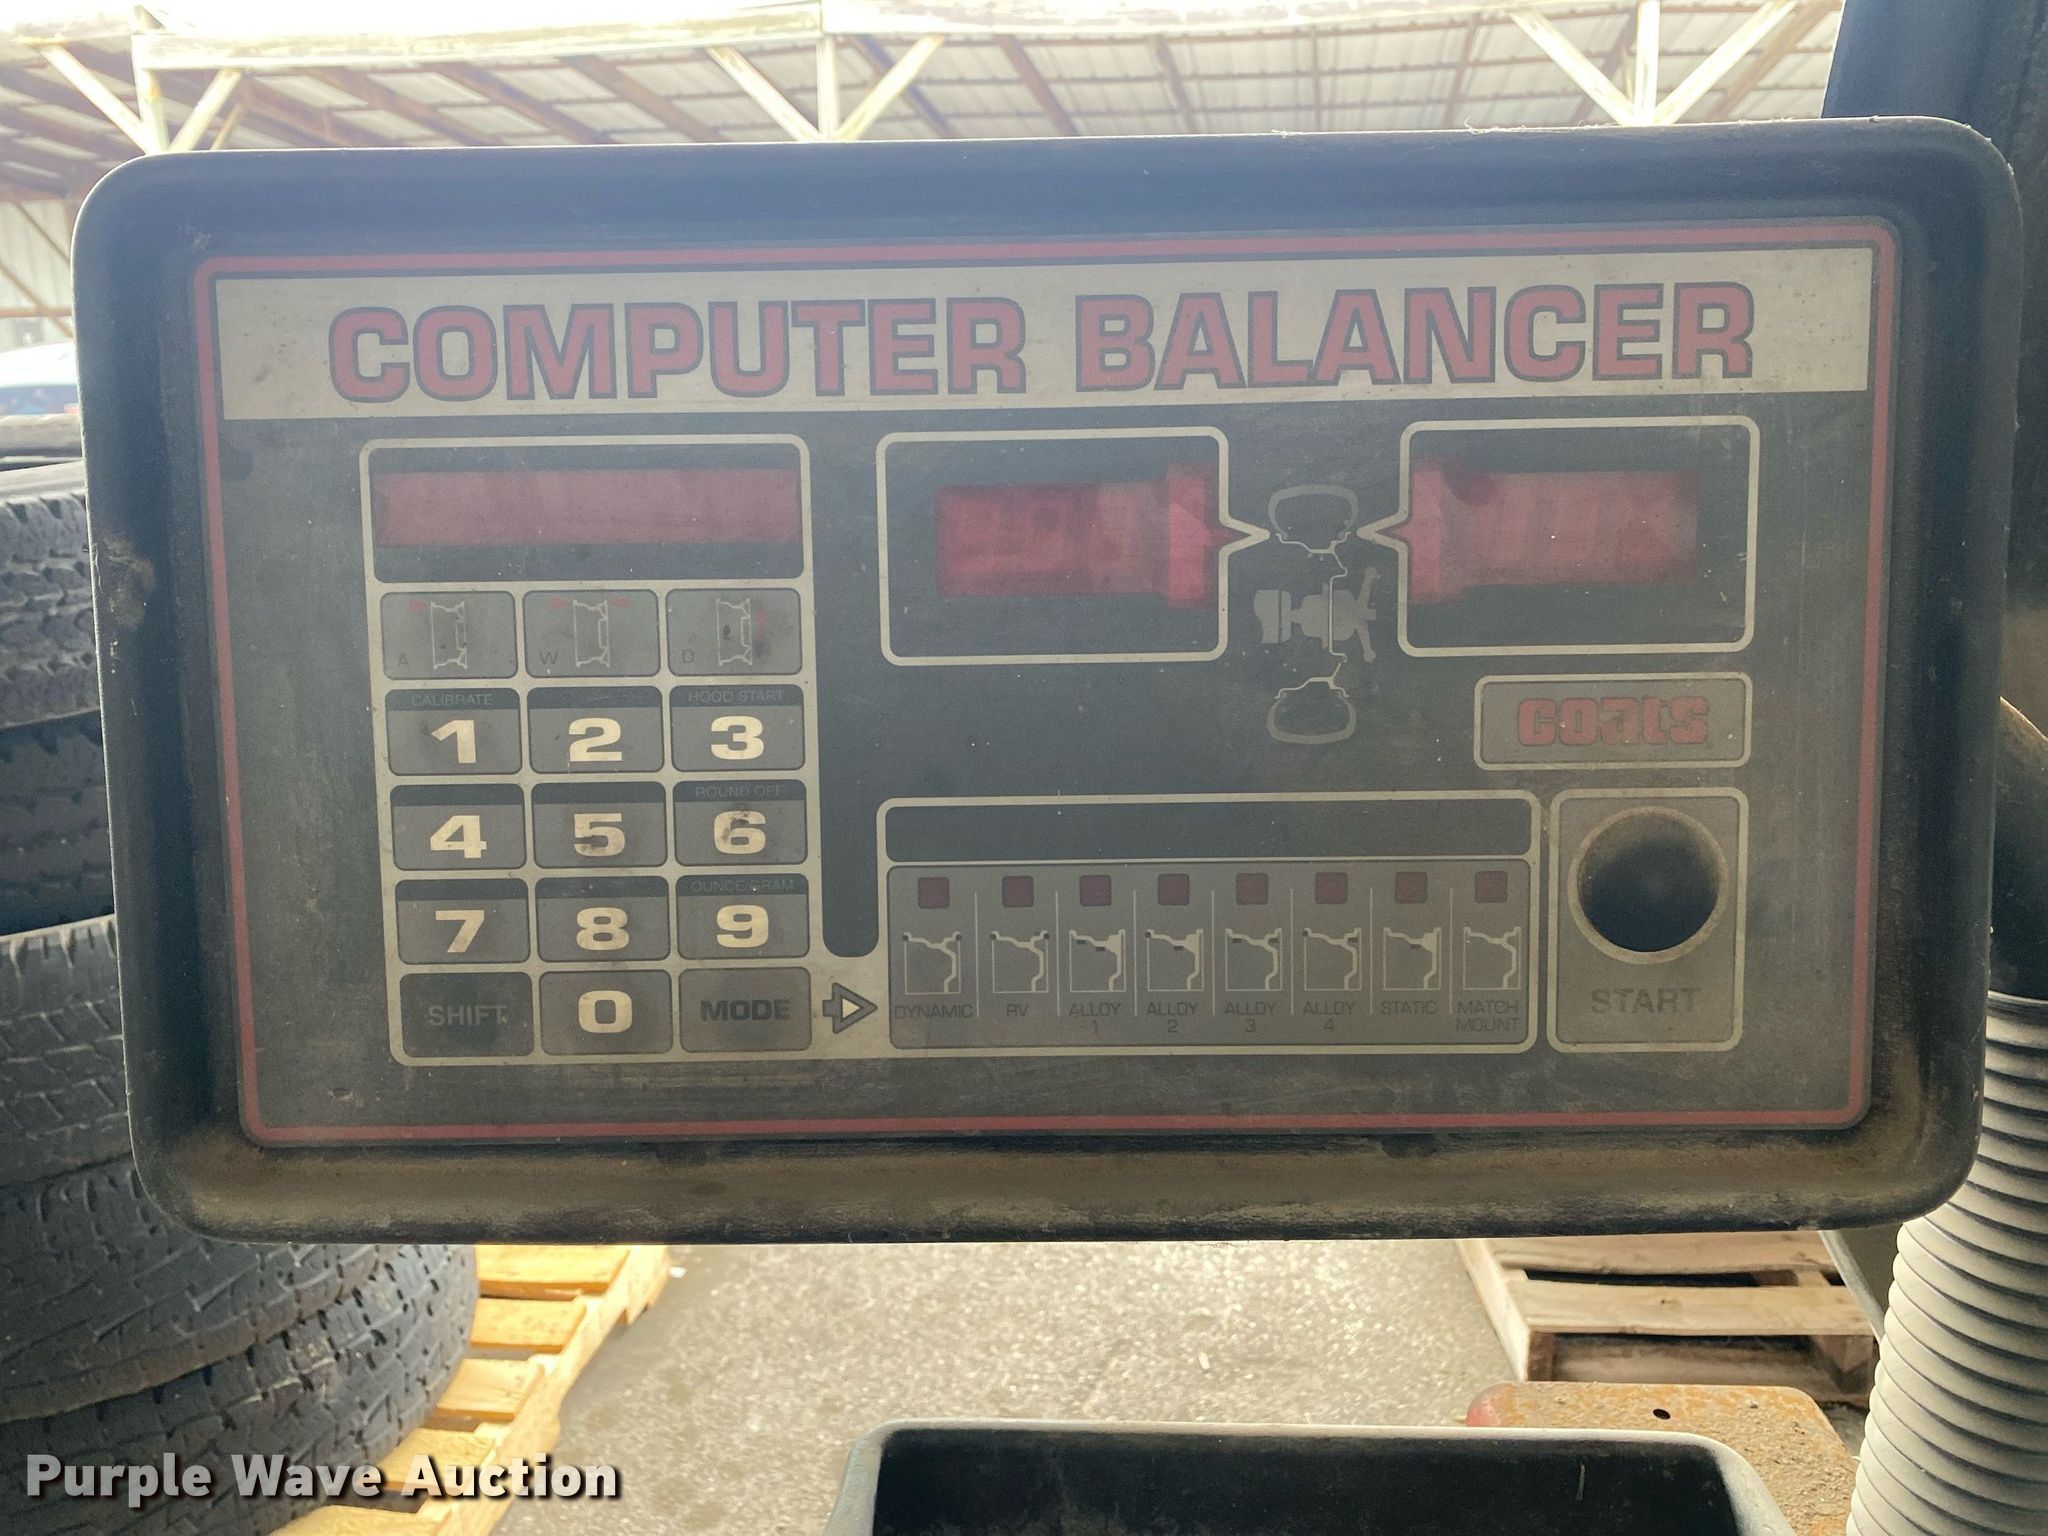 COMPUTER BALANCER
A W D
CALIBRATE HOOD START
1 2 3
coats
ROUND OFF
4 5 6
OUNCE/GRAM
7 8 9
SHIFT 0 MODE
DYNAMIC RV ALLOY 1 ALLOY 2 ALLOY 3 ALLOY 4 STATIC MATCH MOUNT
START
Purple Wave Auction